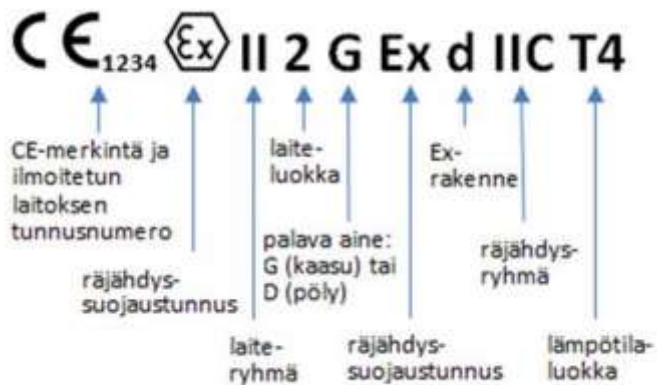 CE 1234 Ex II 2 G Ex d IIC T4
CE-merkintä ja
ilmoitetun
laitoksen
tunnusnumero
räjähdys-
suojaustunnus
laite-
ryhmä
laite-
luokka
palava aine:
G (kaasu) tai
D (pöly)
räjähdys-
suojaustunnus
Ex-
rakenne
räjähdys-
ryhmä
lämpötila-
luokka